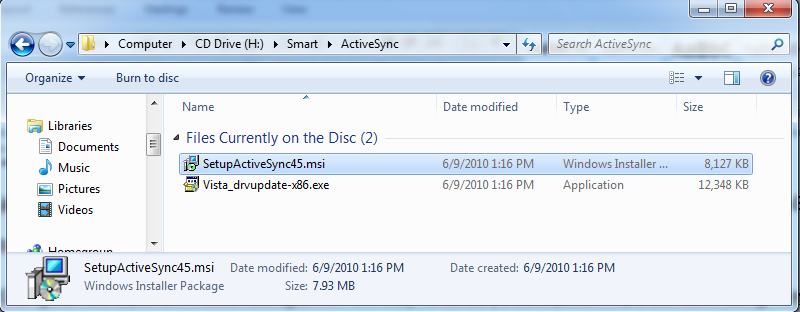 Computer CD Drive (H:) Smart ActiveSync Search ActiveSync
Organize Burn to disc
Name Date modified Type Size
Libraries
Documents
Music
Pictures
Videos
Homegroup
Files Currently on the Disc (2)
SetupActiveSync45.msi 6/9/2010 1:16 PM Windows Installer ... 8,127 KB
Vista_drvupdate-x86.exe 6/9/2010 1:16 PM Application 12,348 KB
SetupActiveSync45.msi Date modified: 6/9/2010 1:16 PM Date created: 6/9/2010 1:16 PM
Windows Installer Package Size: 7.93 MB